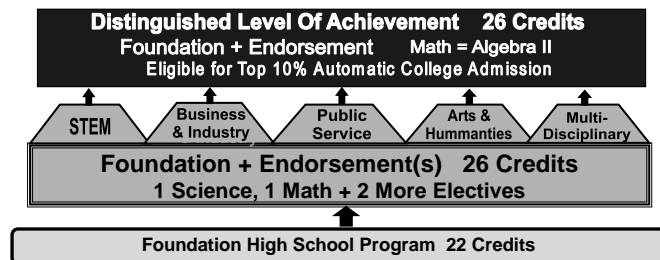 Distinguished Level Of Achievement 26 Credits
Foundation + Endorsement Math = Algebra II
Eligible for Top 10% Automatic College Admission
STEM
Business
& Industry
Public
Service
Arts &
Hummanties
Multi-
Disciplinary
Foundation + Endorsement(s) 26 Credits
1 Science, 1 Math + 2 More Electives
Foundation High School Program 22 Credits